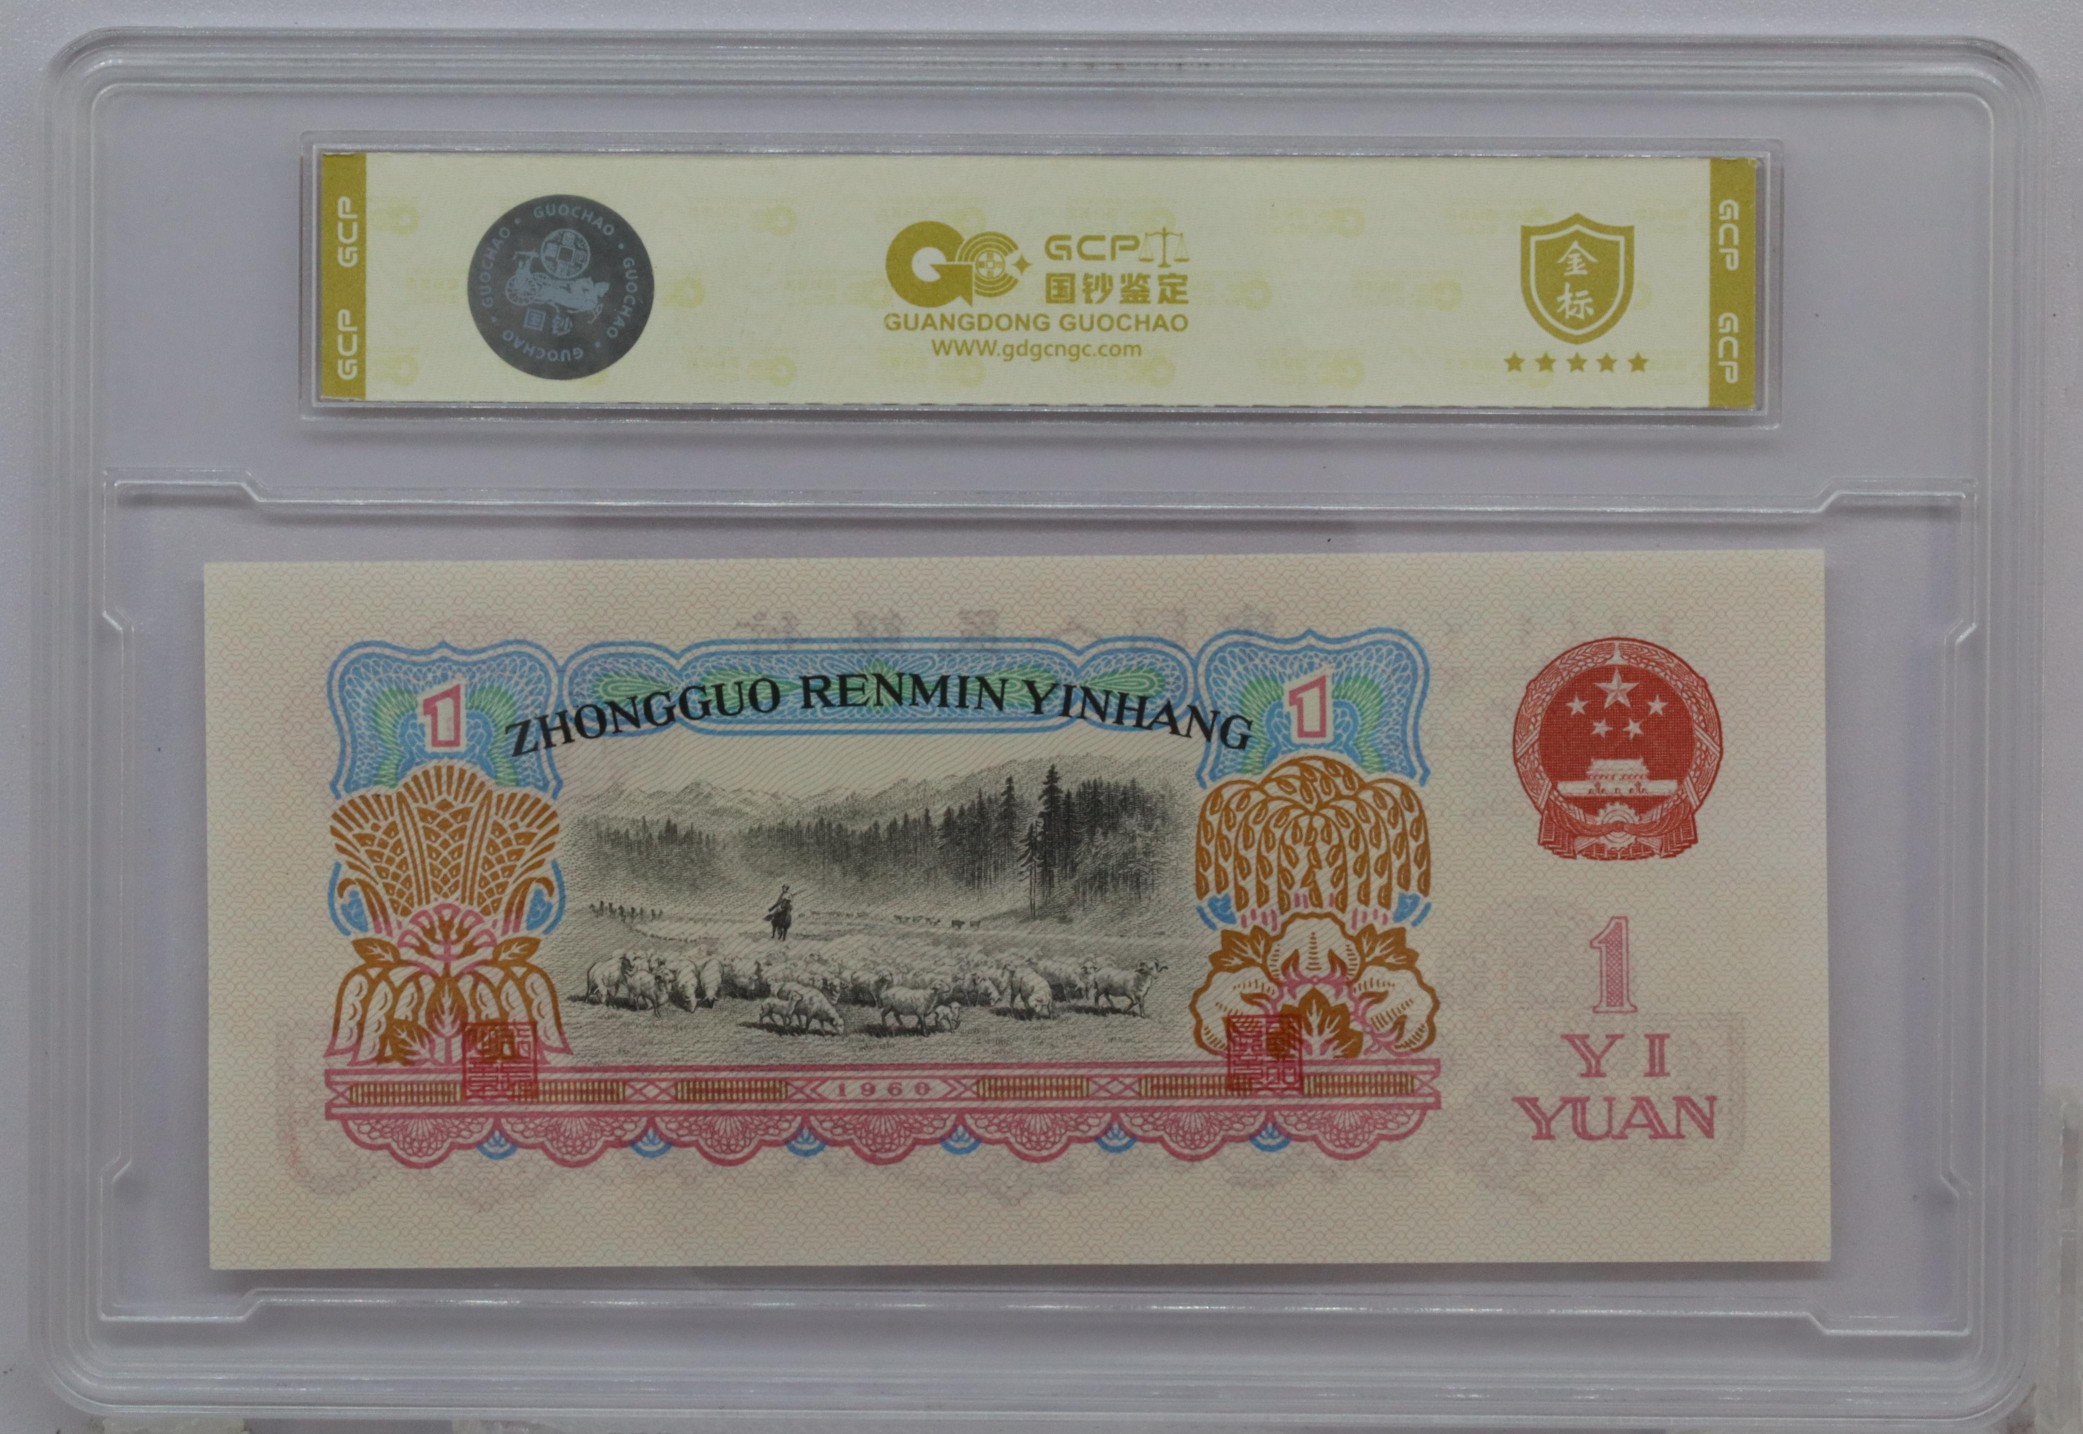 GCP GCP
GUOCHAO · GUOCHAO · GUOCHAO · GUOCHAO · GUOCHAO
国钞
GCP
国钞鉴定
GUANGDONG GUOCHAO
WWW.gdgcngc.com
金
标
GCP GCP
1
ZHONGGUO RENMIN YINHANG
1
1960
1
YI
YUAN